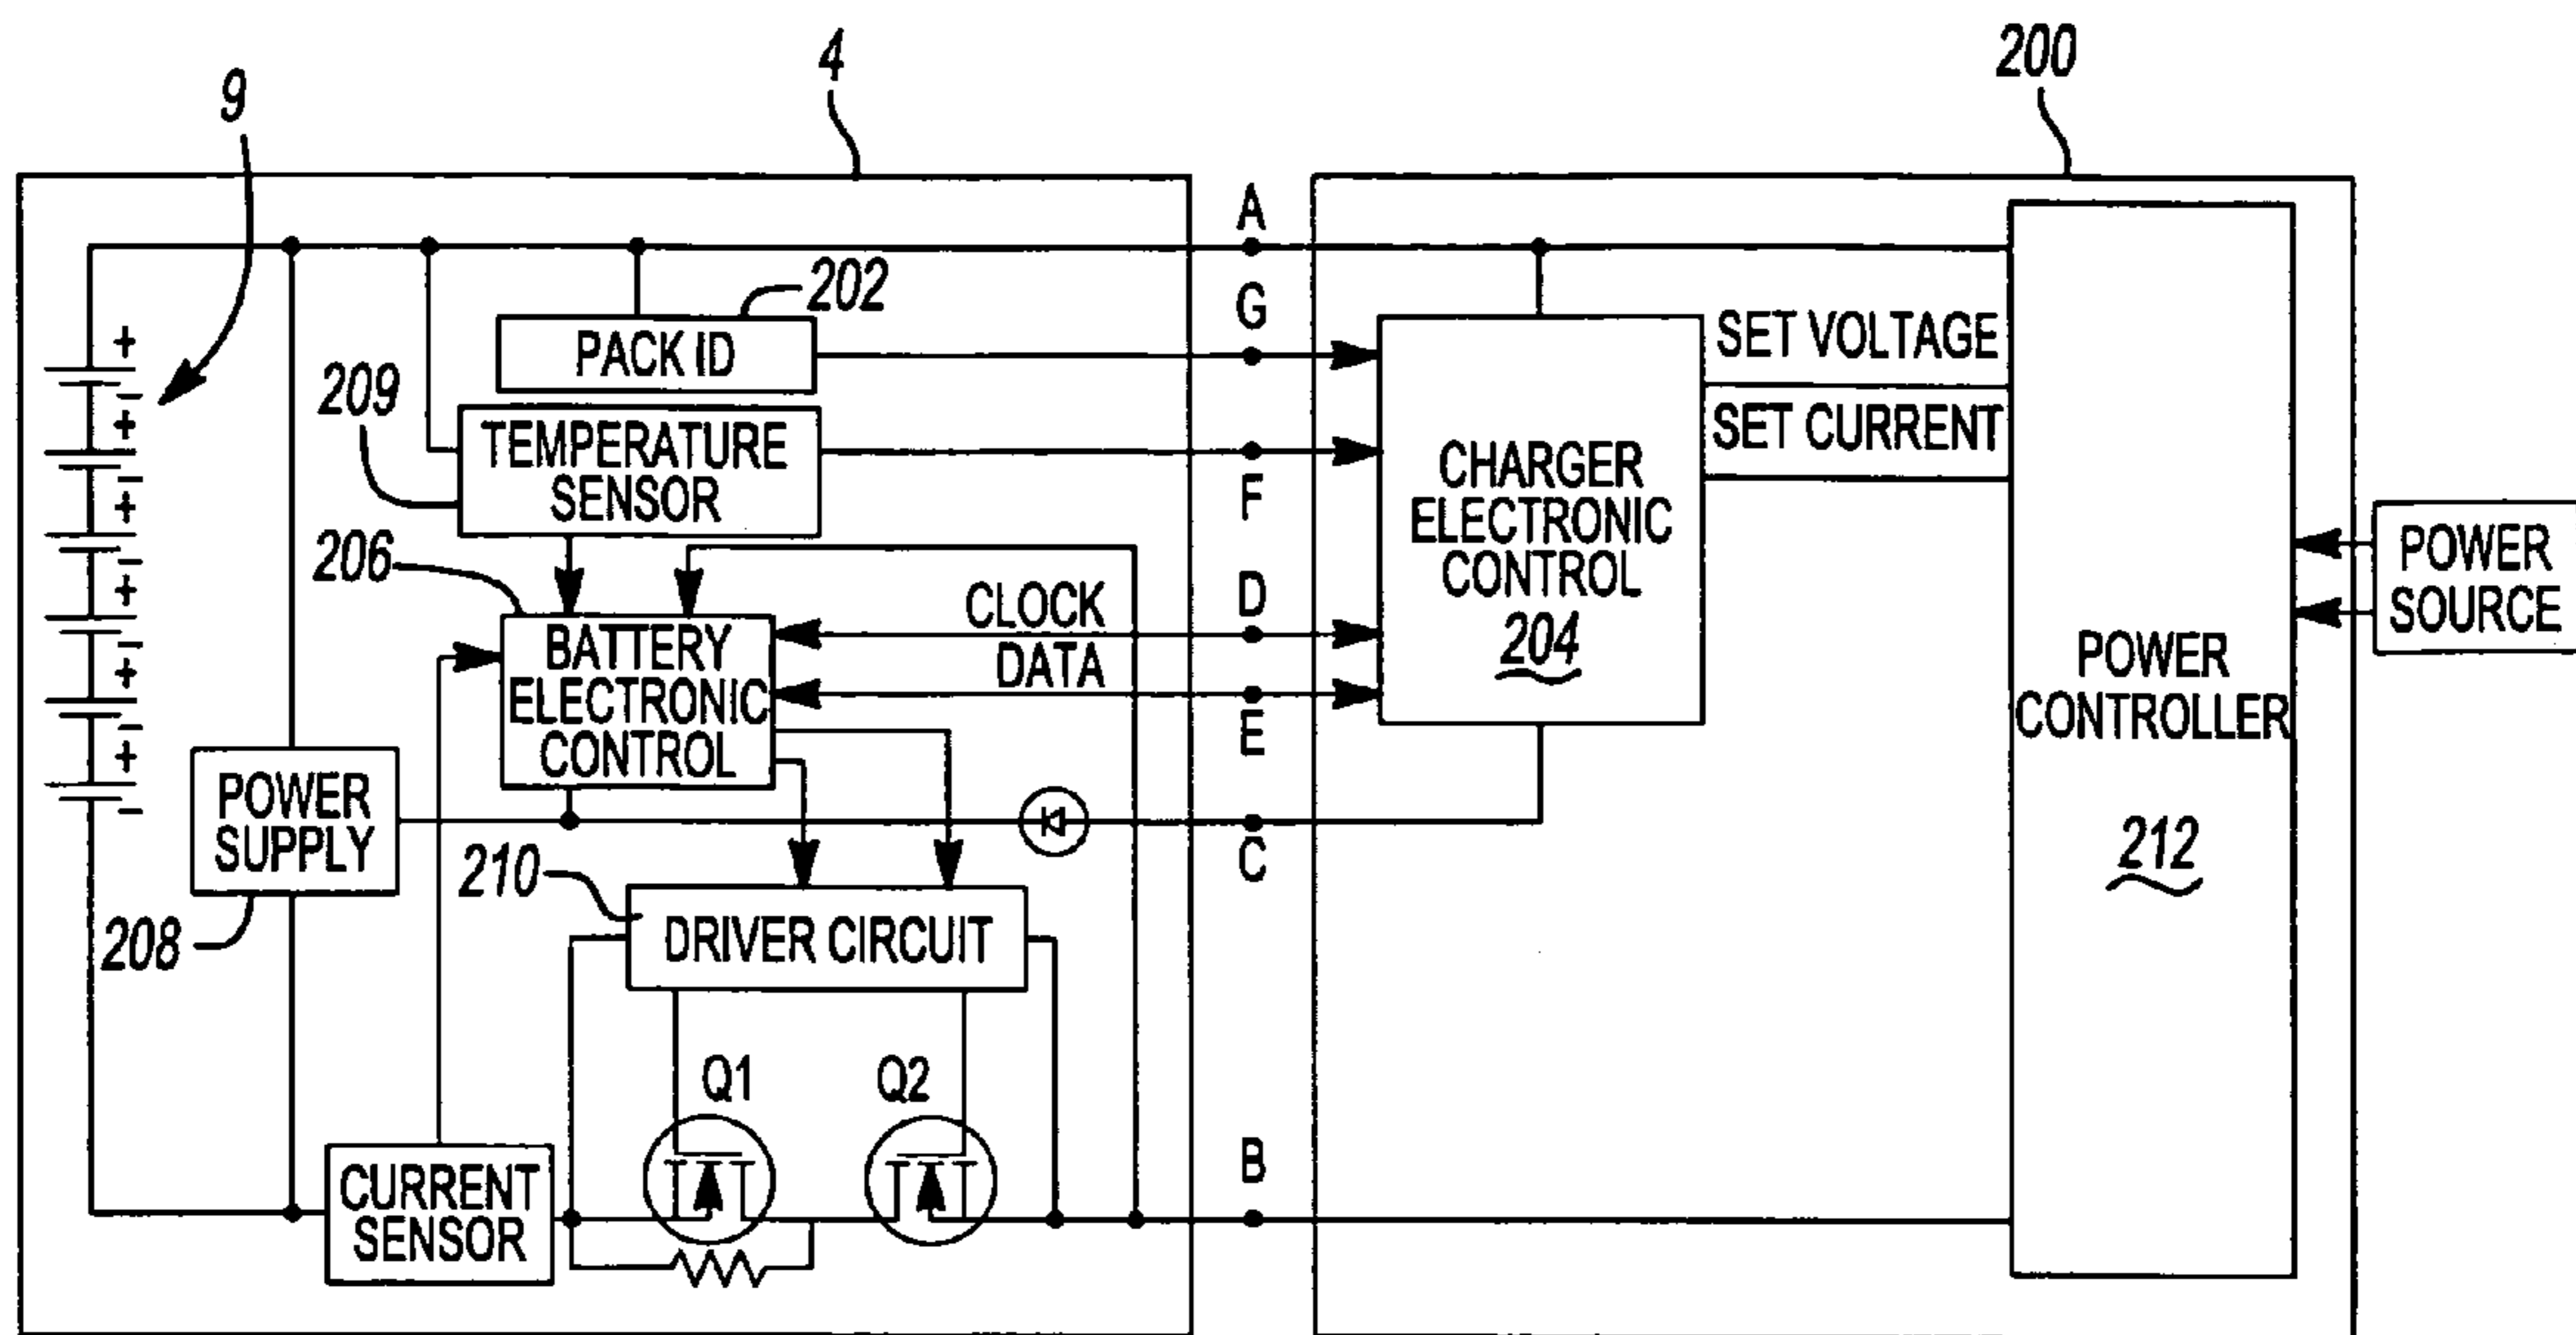 4
200
9
A
G
202
PACK ID
SET VOLTAGE
209
TEMPERATURE
SENSOR
SET CURRENT
F
CHARGER
ELECTRONIC
CONTROL
204
206
CLOCK
D
DATA
E
BATTERY
ELECTRONIC
CONTROL
POWER
SOURCE
POWER
CONTROLLER
212
POWER
SUPPLY
208
C
210
DRIVER CIRCUIT
Q1
Q2
B
CURRENT
SENSOR
+
-
+
-
+
-
+
-
+
-
+
-